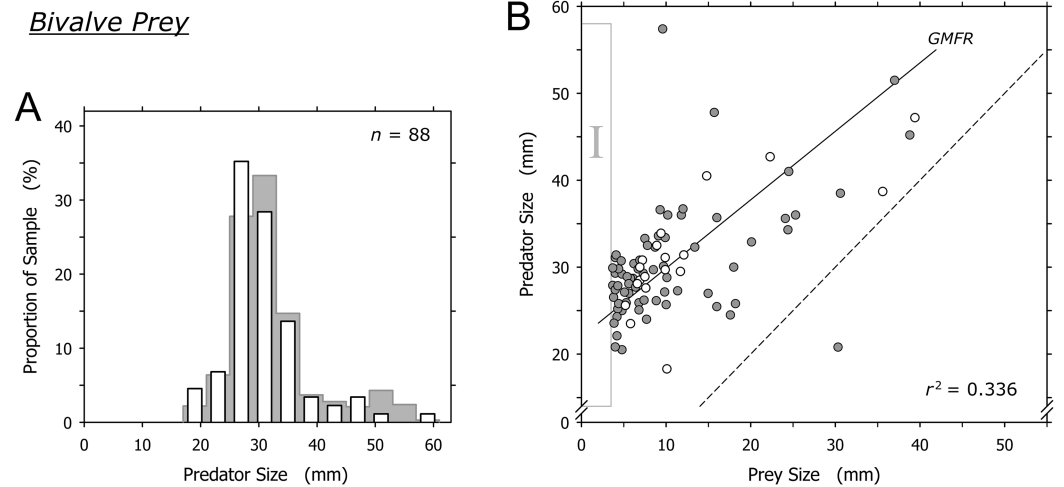 Bivalve Prey
A
n = 88
Proportion of Sample (%)
40
30
20
10
0
0 10 20 30 40 50 60
Predator Size (mm)
B
GMFR
I
r² = 0.336
Predator Size (mm)
60
50
40
30
20
0
0 10 20 30 40 50
Prey Size (mm)